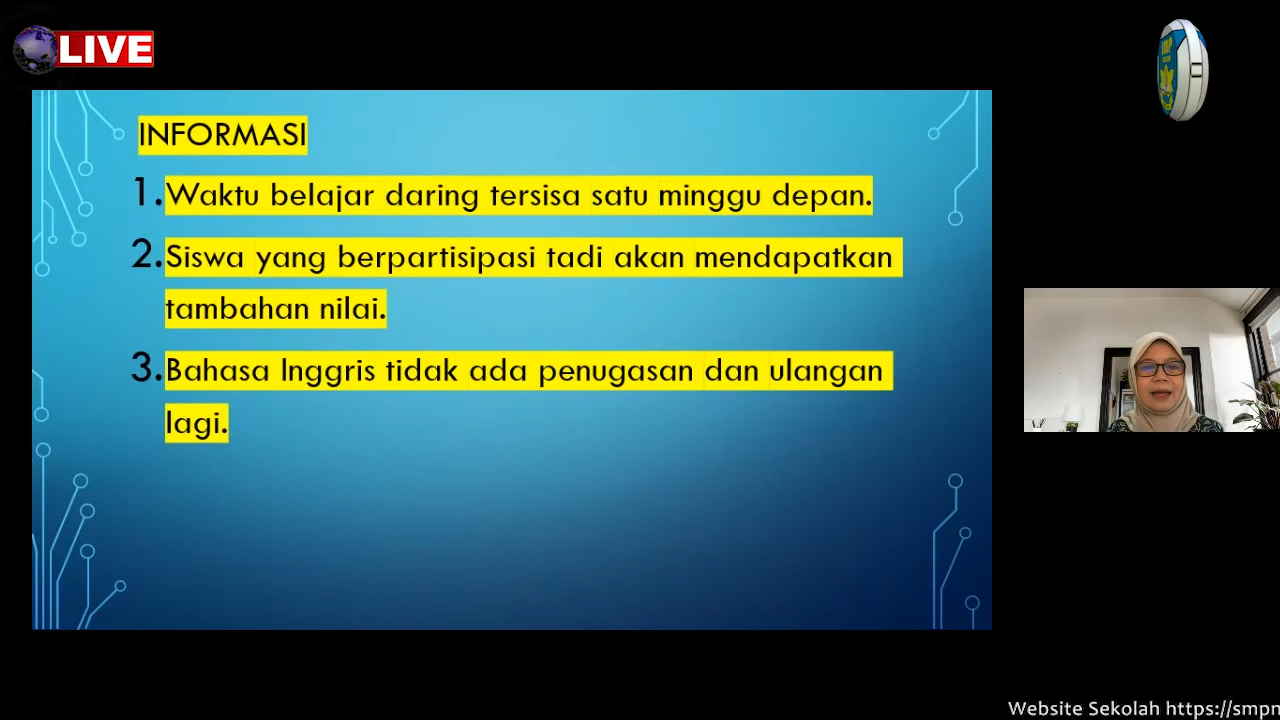 LIVE
INFORMASI
1. Waktu belajar daring tersisa satu minggu depan.
2. Siswa yang berpartisipasi tadi akan mendapatkan
tambahan nilai.
3. Bahasa Inggris tidak ada penugasan dan ulangan
lagi.
Website Sekolah https://smpn